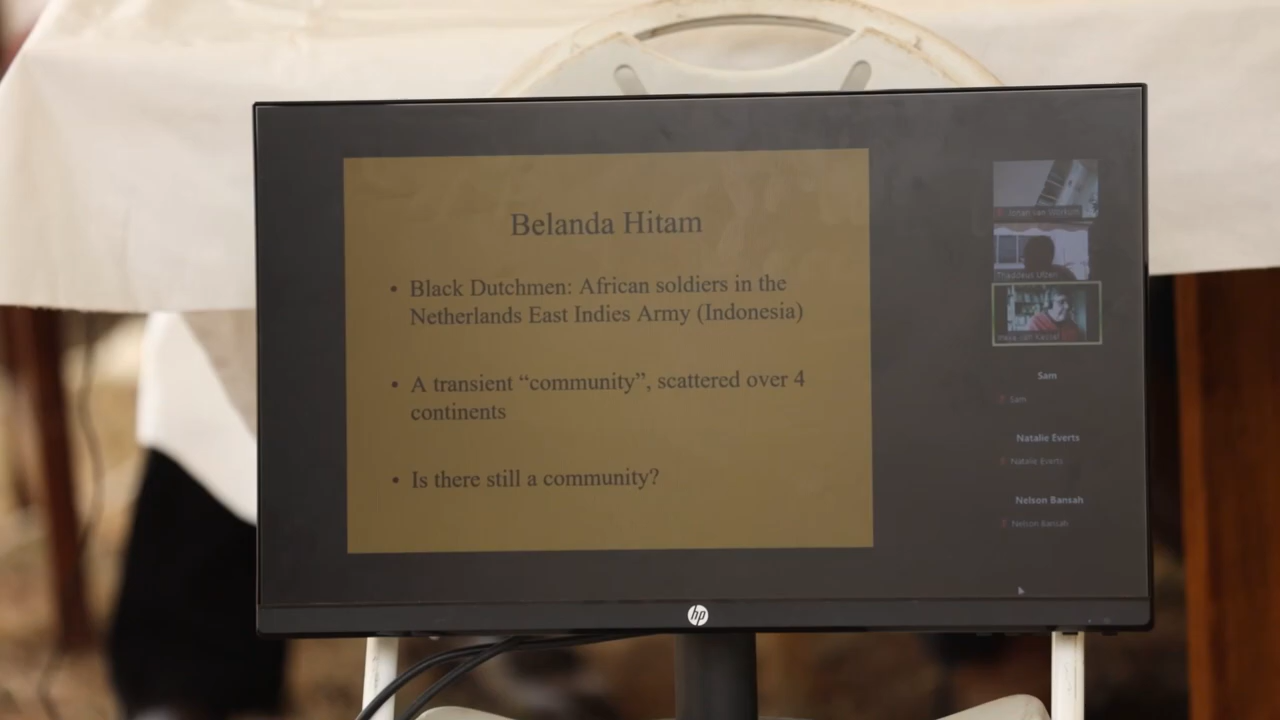 Belanda Hitam
• Black Dutchmen: African soldiers in the
Netherlands East Indies Army (Indonesia)
• A transient “community”, scattered over 4
continents
• Is there still a community?
Sam
Sam
Natalie Everts
Natalie Everts
Nelson Bansah
Nelson Bansah
hp